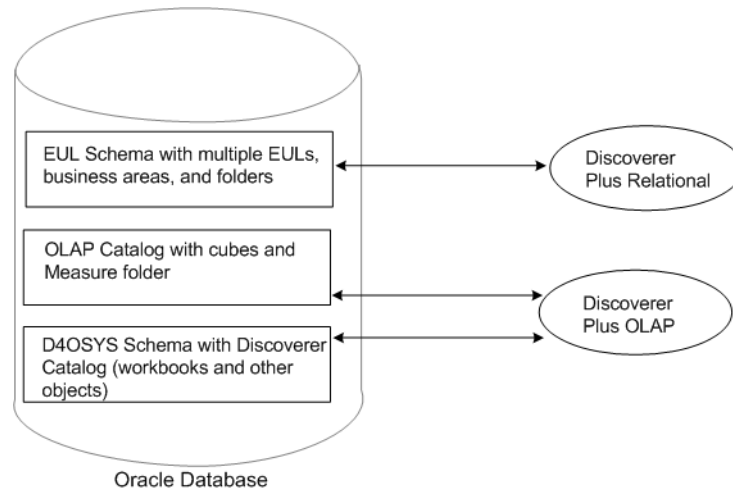 EUL Schema with multiple EULs,
business areas, and folders
Discoverer
Plus Relational
OLAP Catalog with cubes and
Measure folder
Discoverer
Plus OLAP
D4OSYS Schema with Discoverer
Catalog (workbooks and other
objects)
Oracle Database